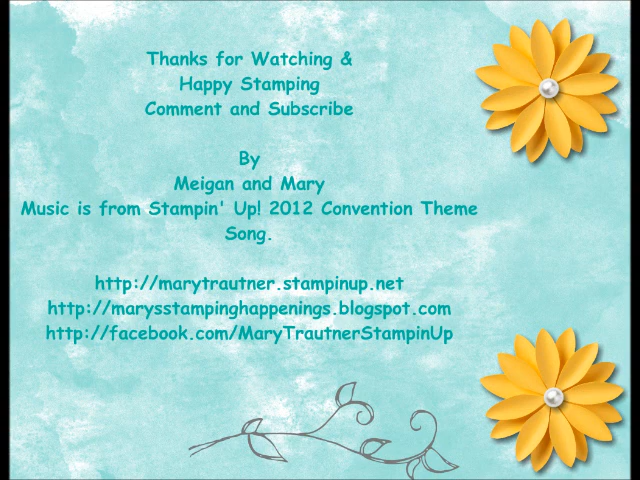 Thanks for Watching &
Happy Stamping
Comment and Subscribe
By
Meigan and Mary
Music is from Stampin' Up! 2012 Convention Theme
Song.
http://marytrautner.stampinup.net
http://marysstampinghappenings.blogspot.com
http://facebook.com/MaryTrautnerStampinUp